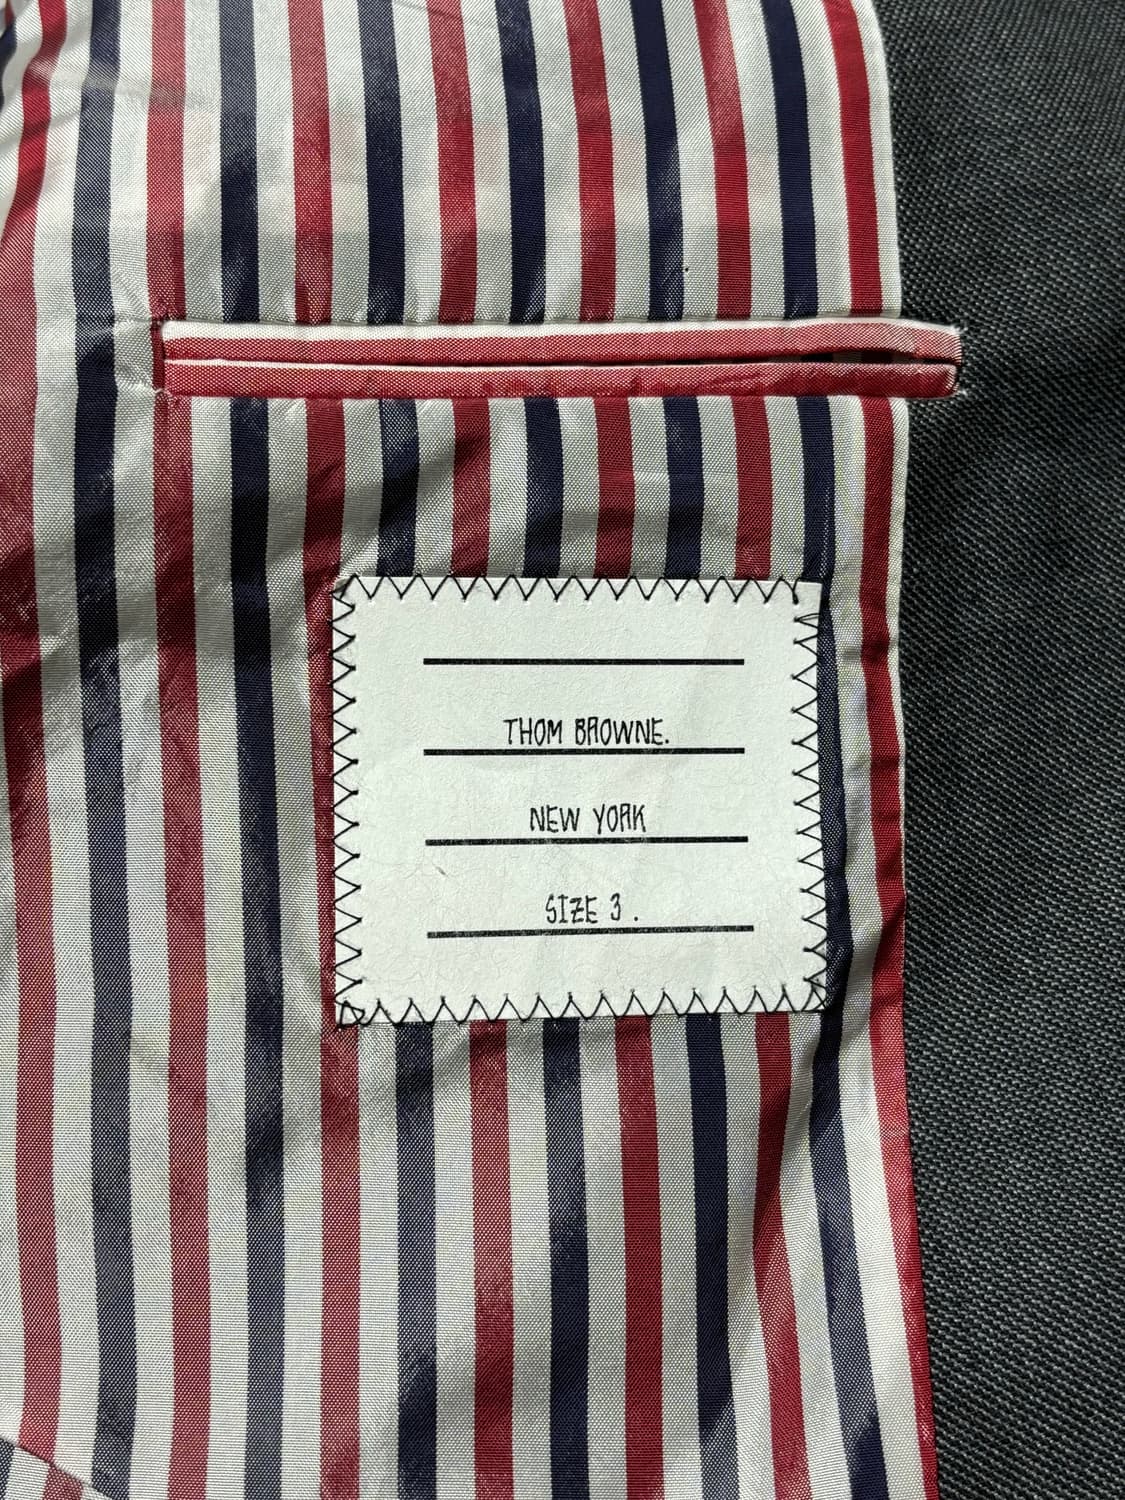 THOM BROWNE.
NEW YORK
SIZE 3 .